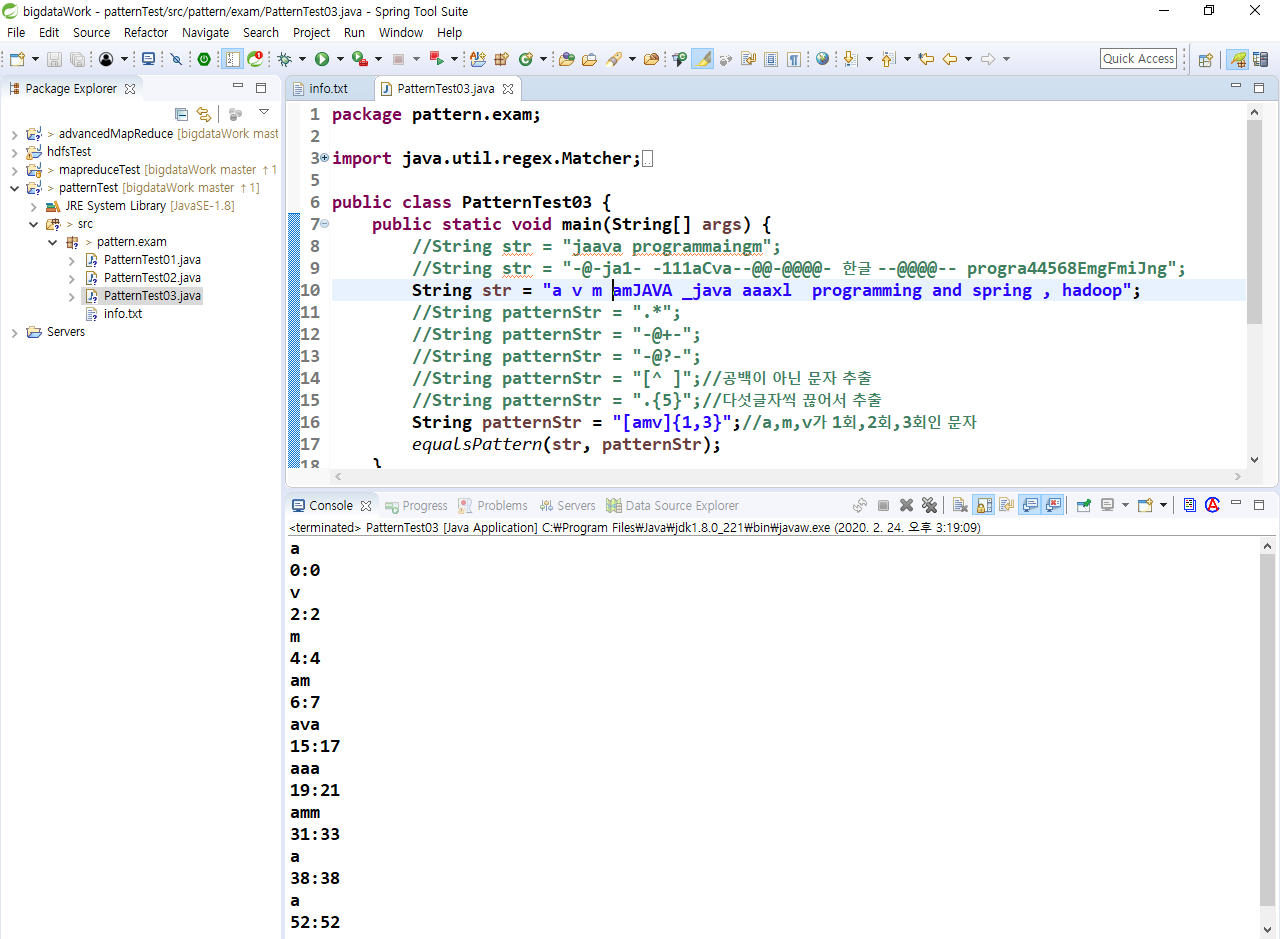 bigdataWork - patternTest/src/pattern/exam/PatternTest03.java - Spring Tool Suite
File Edit Source Refactor Navigate Search Project Run Window Help
Quick Access
Package Explorer
> advancedMapReduce [bigdataWork mast
hdfsTest
> mapreduceTest [bigdataWork master ↑1
> patternTest [bigdataWork master ↑1]
JRE System Library [JavaSE-1.8]
> src
> pattern.exam
PatternTest01.java
PatternTest02.java
PatternTest03.java
info.txt
Servers
info.txt PatternTest03.java
1 package pattern.exam;
2
3 import java.util.regex.Matcher;
5
6 public class PatternTest03 {
7 public static void main(String[] args) {
8 //String str = "jaava programmaingm";
9 //String str = "-@-ja1- -111aCva--@@-@@@@- 한글 --@@@@-- progra44568EmgFmiJng";
10 String str = "a v m amJAVA _java aaaxl  programming and spring , hadoop";
11 //String patternStr = ".*";
12 //String patternStr = "-@+-";
13 //String patternStr = "-@?-";
14 //String patternStr = "[^ ]";//공백이 아닌 문자 추출
15 //String patternStr = ".{5}";//다섯글자씩 끊어서 추출
16 String patternStr = "[amv]{1,3}";//a,m,v가 1회,2회,3회인 문자
17 equalsPattern(str, patternStr);
18 }
Console Progress Problems Servers Data Source Explorer
<terminated> PatternTest03 [Java Application] C:₩Program Files₩Java₩jdk1.8.0_221₩bin₩javaw.exe (2020. 2. 24. 오후 3:19:09)
a
0:0
v
2:2
m
4:4
am
6:7
ava
15:17
aaa
19:21
amm
31:33
a
38:38
a
52:52